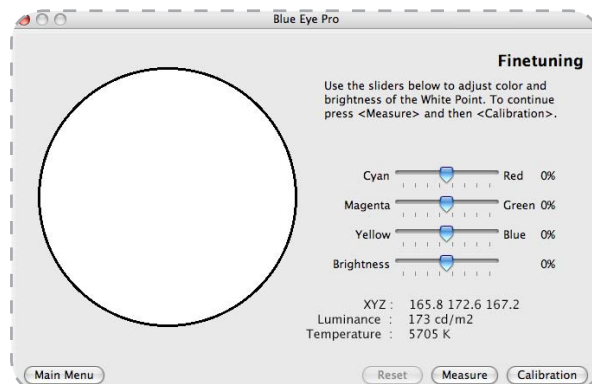 Blue Eye Pro
Finetuning
Use the sliders below to adjust color and
brightness of the White Point. To continue
press <Measure> and then <Calibration>.
Cyan Red 0%
Magenta Green 0%
Yellow Blue 0%
Brightness 0%
XYZ : 165.8 172.6 167.2
Luminance : 173 cd/m2
Temperature : 5705 K
Main Menu Reset Measure Calibration